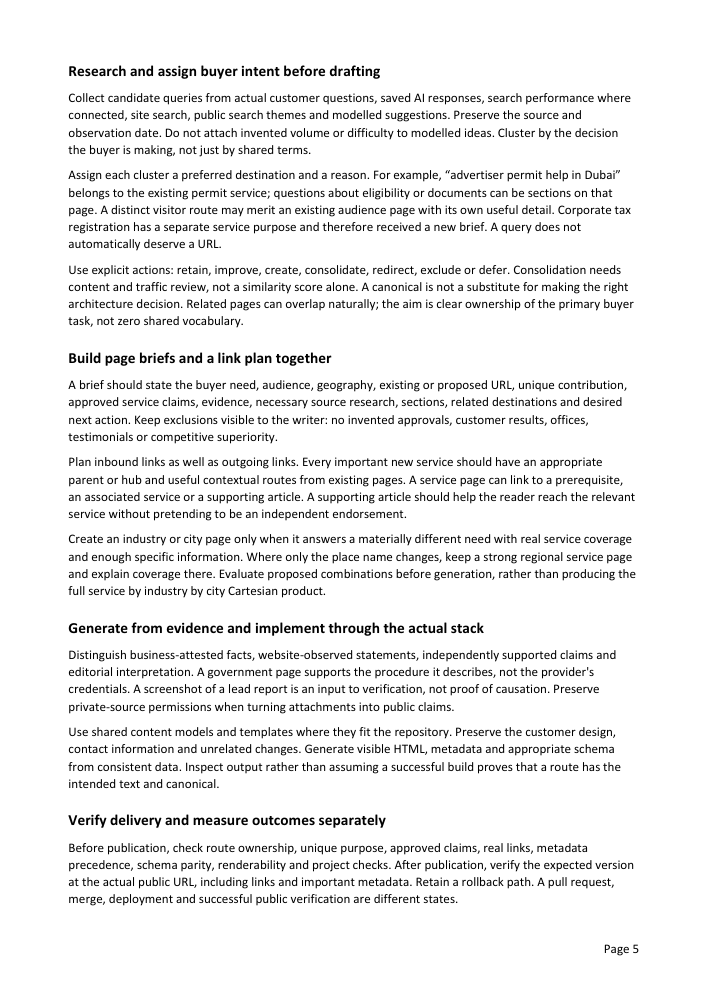 Research and assign buyer intent before drafting
Collect candidate queries from actual customer questions, saved AI responses, search performance where
connected, site search, public search themes and modelled suggestions. Preserve the source and
observation date. Do not attach invented volume or difficulty to modelled ideas. Cluster by the decision
the buyer is making, not just by shared terms.
Assign each cluster a preferred destination and a reason. For example, “advertiser permit help in Dubai”
belongs to the existing permit service; questions about eligibility or documents can be sections on that
page. A distinct visitor route may merit an existing audience page with its own useful detail. Corporate tax
registration has a separate service purpose and therefore received a new brief. A query does not
automatically deserve a URL.
Use explicit actions: retain, improve, create, consolidate, redirect, exclude or defer. Consolidation needs
content and traffic review, not a similarity score alone. A canonical is not a substitute for making the right
architecture decision. Related pages can overlap naturally; the aim is clear ownership of the primary buyer
task, not zero shared vocabulary.
Build page briefs and a link plan together
A brief should state the buyer need, audience, geography, existing or proposed URL, unique contribution,
approved service claims, evidence, necessary source research, sections, related destinations and desired
next action. Keep exclusions visible to the writer: no invented approvals, customer results, offices,
testimonials or competitive superiority.
Plan inbound links as well as outgoing links. Every important new service should have an appropriate
parent or hub and useful contextual routes from existing pages. A service page can link to a prerequisite,
an associated service or a supporting article. A supporting article should help the reader reach the relevant
service without pretending to be an independent endorsement.
Create an industry or city page only when it answers a materially different need with real service coverage
and enough specific information. Where only the place name changes, keep a strong regional service page
and explain coverage there. Evaluate proposed combinations before generation, rather than producing the
full service by industry by city Cartesian product.
Generate from evidence and implement through the actual stack
Distinguish business-attested facts, website-observed statements, independently supported claims and
editorial interpretation. A government page supports the procedure it describes, not the provider's
credentials. A screenshot of a lead report is an input to verification, not proof of causation. Preserve
private-source permissions when turning attachments into public claims.
Use shared content models and templates where they fit the repository. Preserve the customer design,
contact information and unrelated changes. Generate visible HTML, metadata and appropriate schema
from consistent data. Inspect output rather than assuming a successful build proves that a route has the
intended text and canonical.
Verify delivery and measure outcomes separately
Before publication, check route ownership, unique purpose, approved claims, real links, metadata
precedence, schema parity, renderability and project checks. After publication, verify the expected version
at the actual public URL, including links and important metadata. Retain a rollback path. A pull request,
merge, deployment and successful public verification are different states.
Page 5